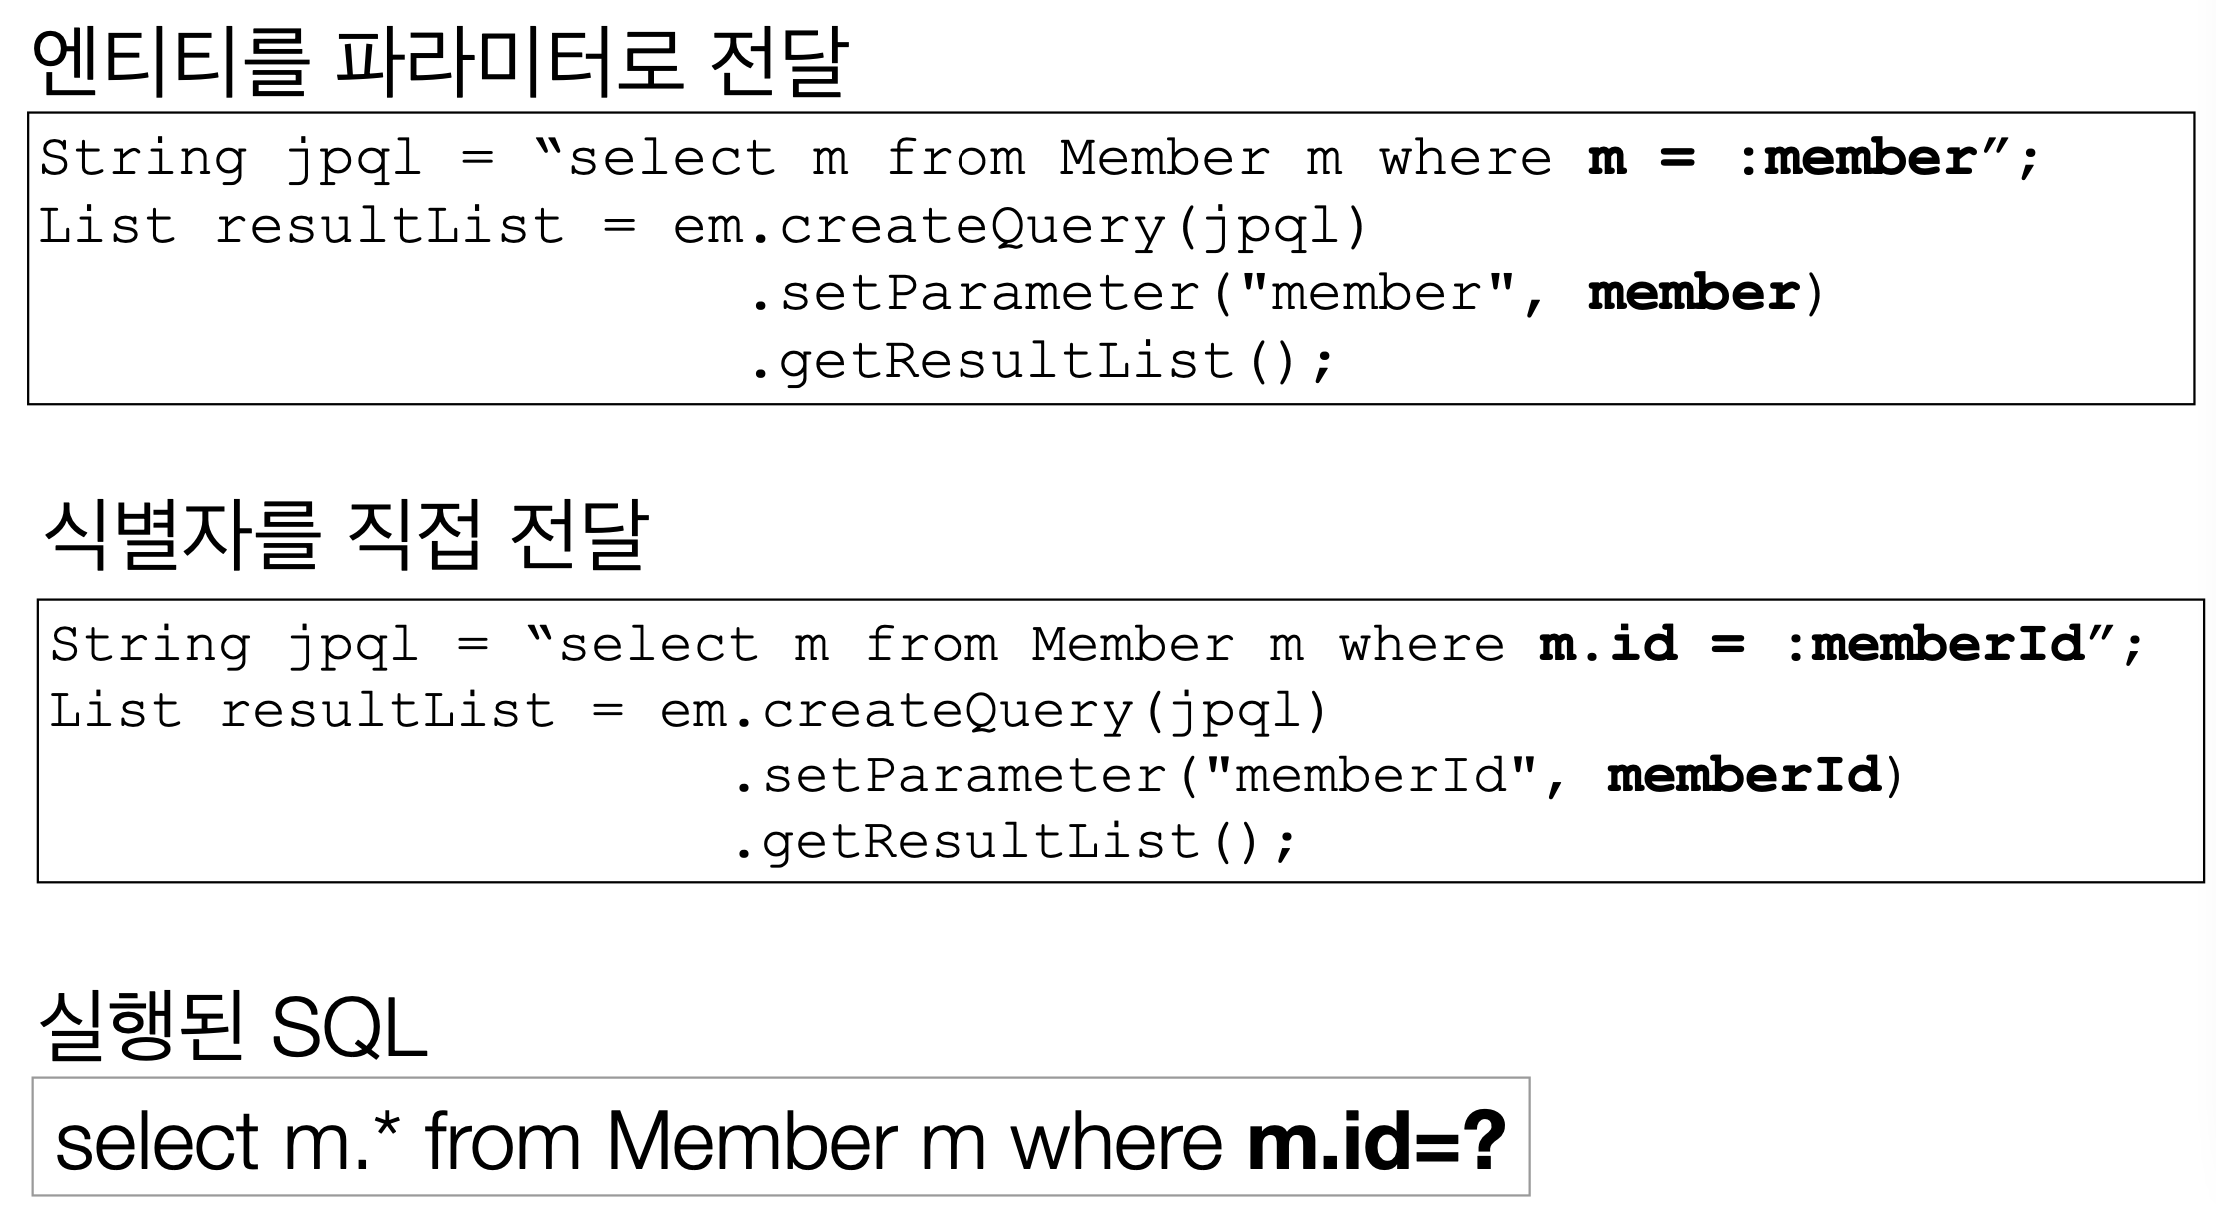 엔티티를 파라미터로 전달
String jpql = “select m from Member m where m = :member”;
List resultList = em.createQuery(jpql)
.setParameter("member", member)
.getResultList();
식별자를 직접 전달
String jpql = “select m from Member m where m.id = :memberId”;
List resultList = em.createQuery(jpql)
.setParameter("memberId", memberId)
.getResultList();
실행된 SQL
select m.* from Member m where m.id=?